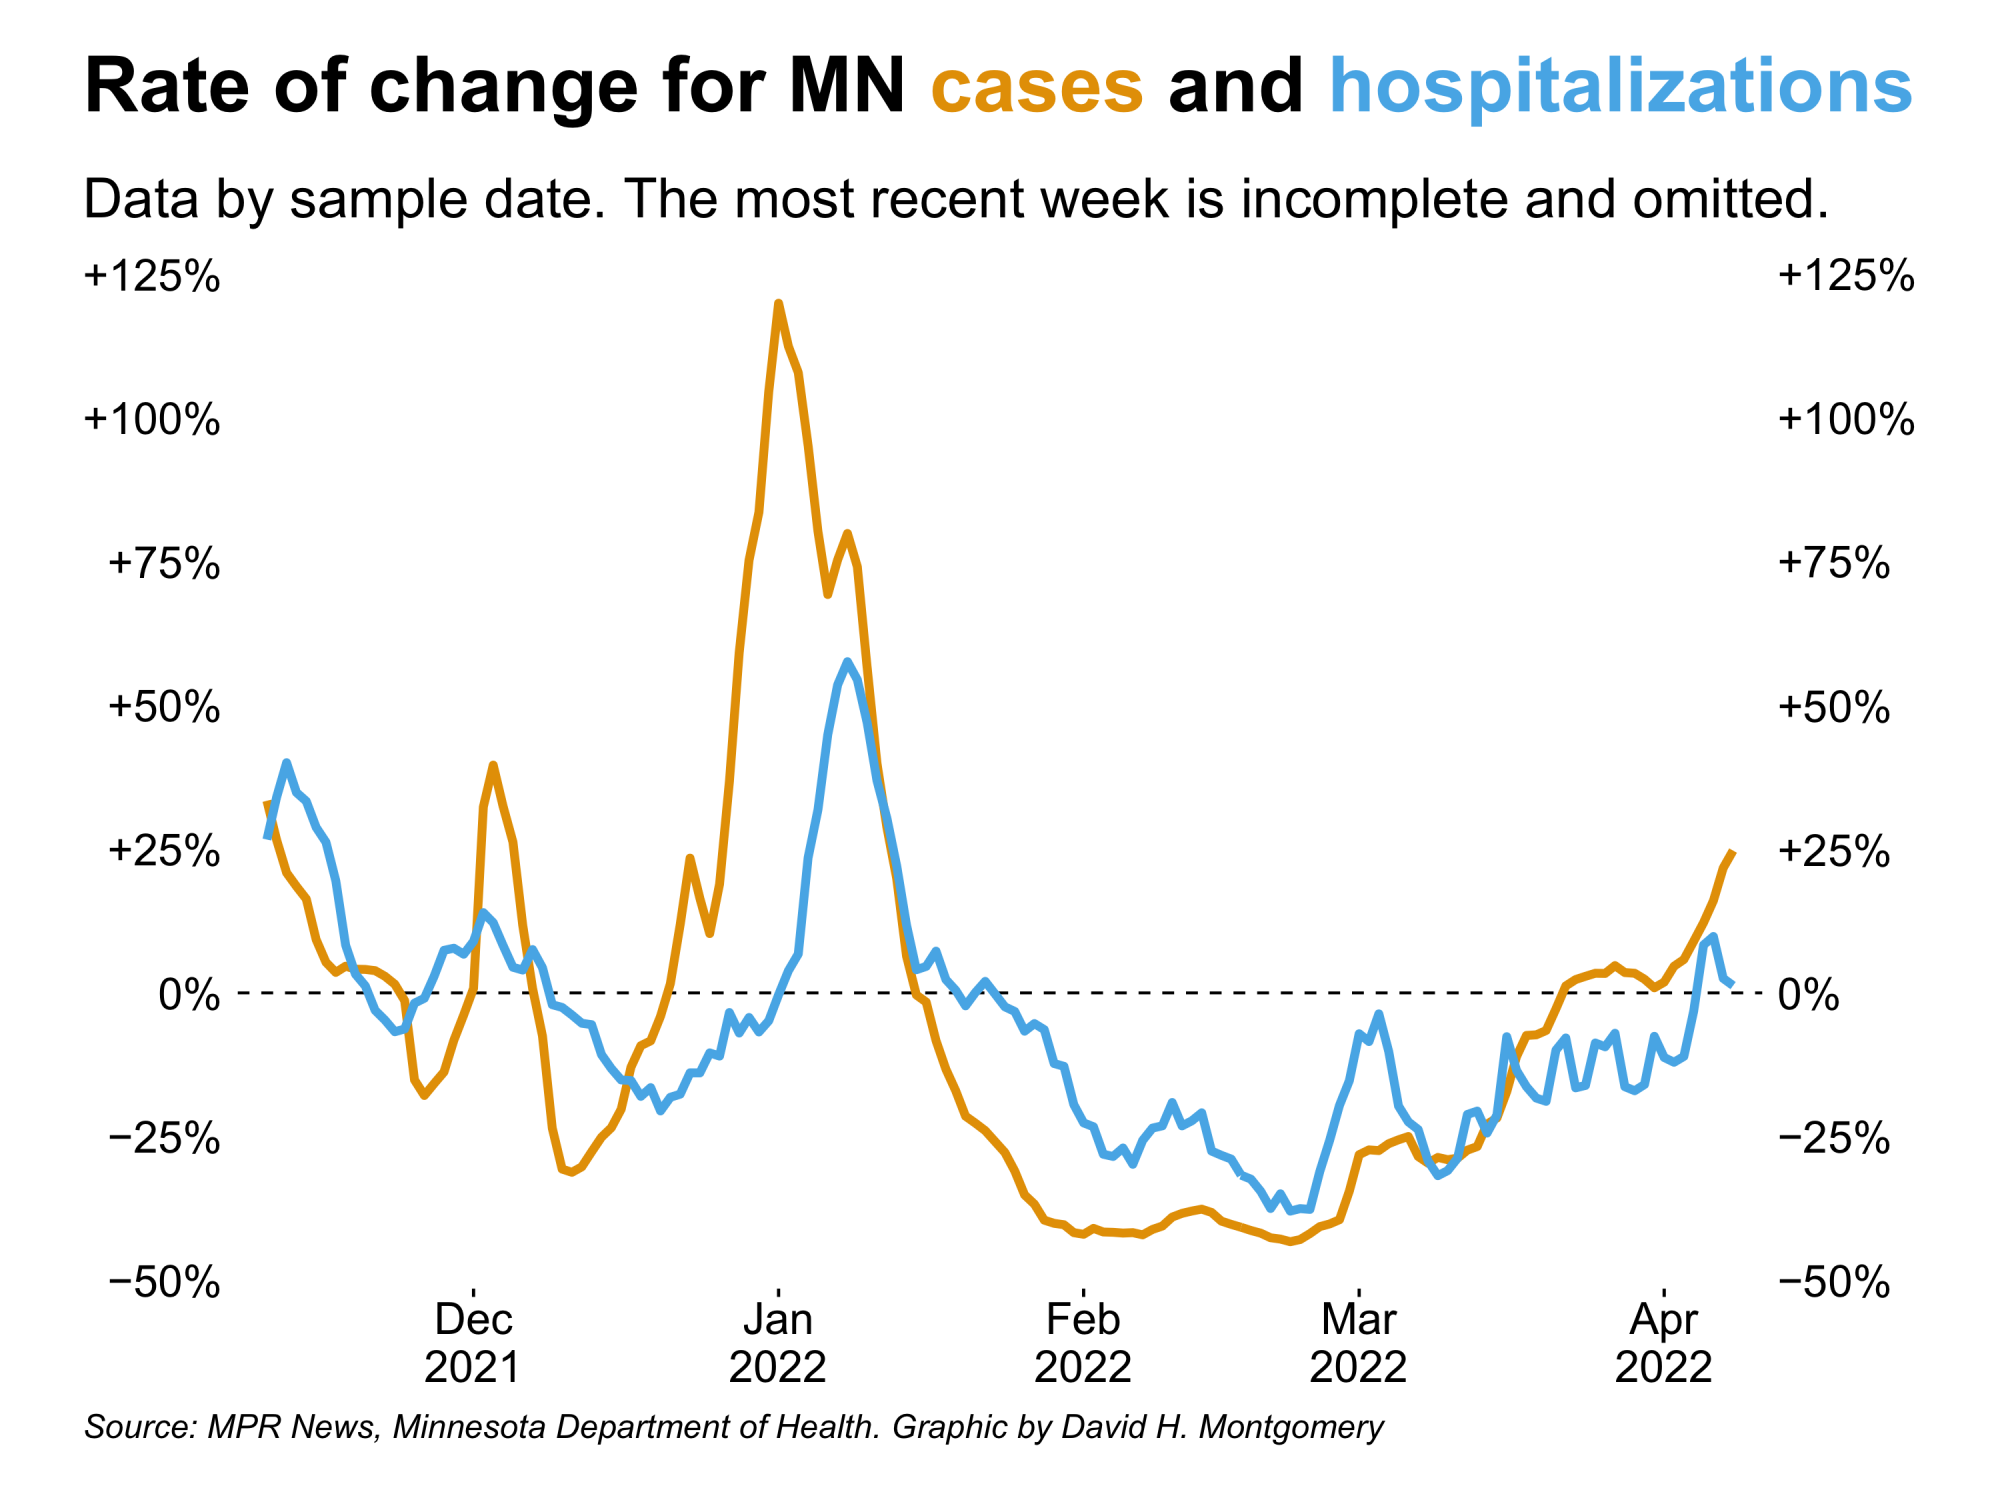 Rate of change for MN cases and hospitalizations
Data by sample date. The most recent week is incomplete and omitted.
+125% +125%
+100% +100%
+75% +75%
+50% +50%
+25% +25%
0% 0%
−25% −25%
−50% −50%
Dec Jan Feb Mar Apr
2021 2022 2022 2022 2022
Source: MPR News, Minnesota Department of Health. Graphic by David H. Montgomery